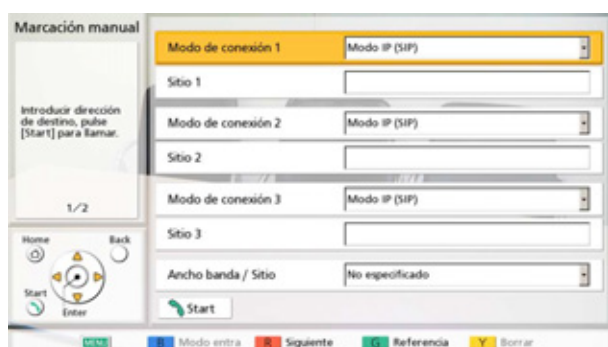 Marcación manual
Introducir dirección
de destino, pulse
[Start] para llamar.
1/2
Home
Back
Start
Enter
Modo de conexión 1
Modo IP (SIP)
Sitio 1
Modo de conexión 2
Modo IP (SIP)
Sitio 2
Modo de conexión 3
Modo IP (SIP)
Sitio 3
Ancho banda / Sitio
No especificado
Start
MENU
B Modo entra
R Siguiente
G Referencia
Y Borrar